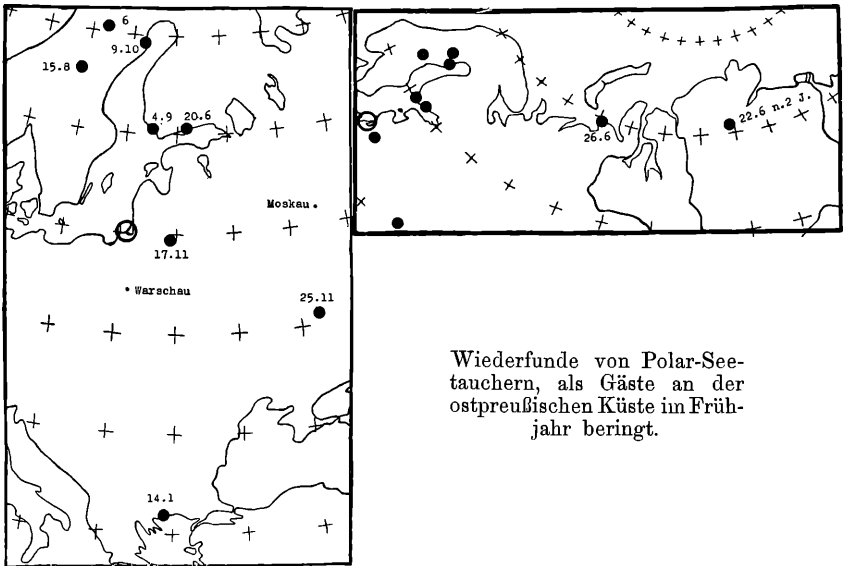 6
9.10
15.8
4.9 20.6
Moskau
17.11
Warschau
25.11
14.1
26.6
22.6 n.2 J.
Wiederfunde von Polar-See-
tauchern, als Gäste an der
ostpreußischen Küste im Früh-
jahr beringt.